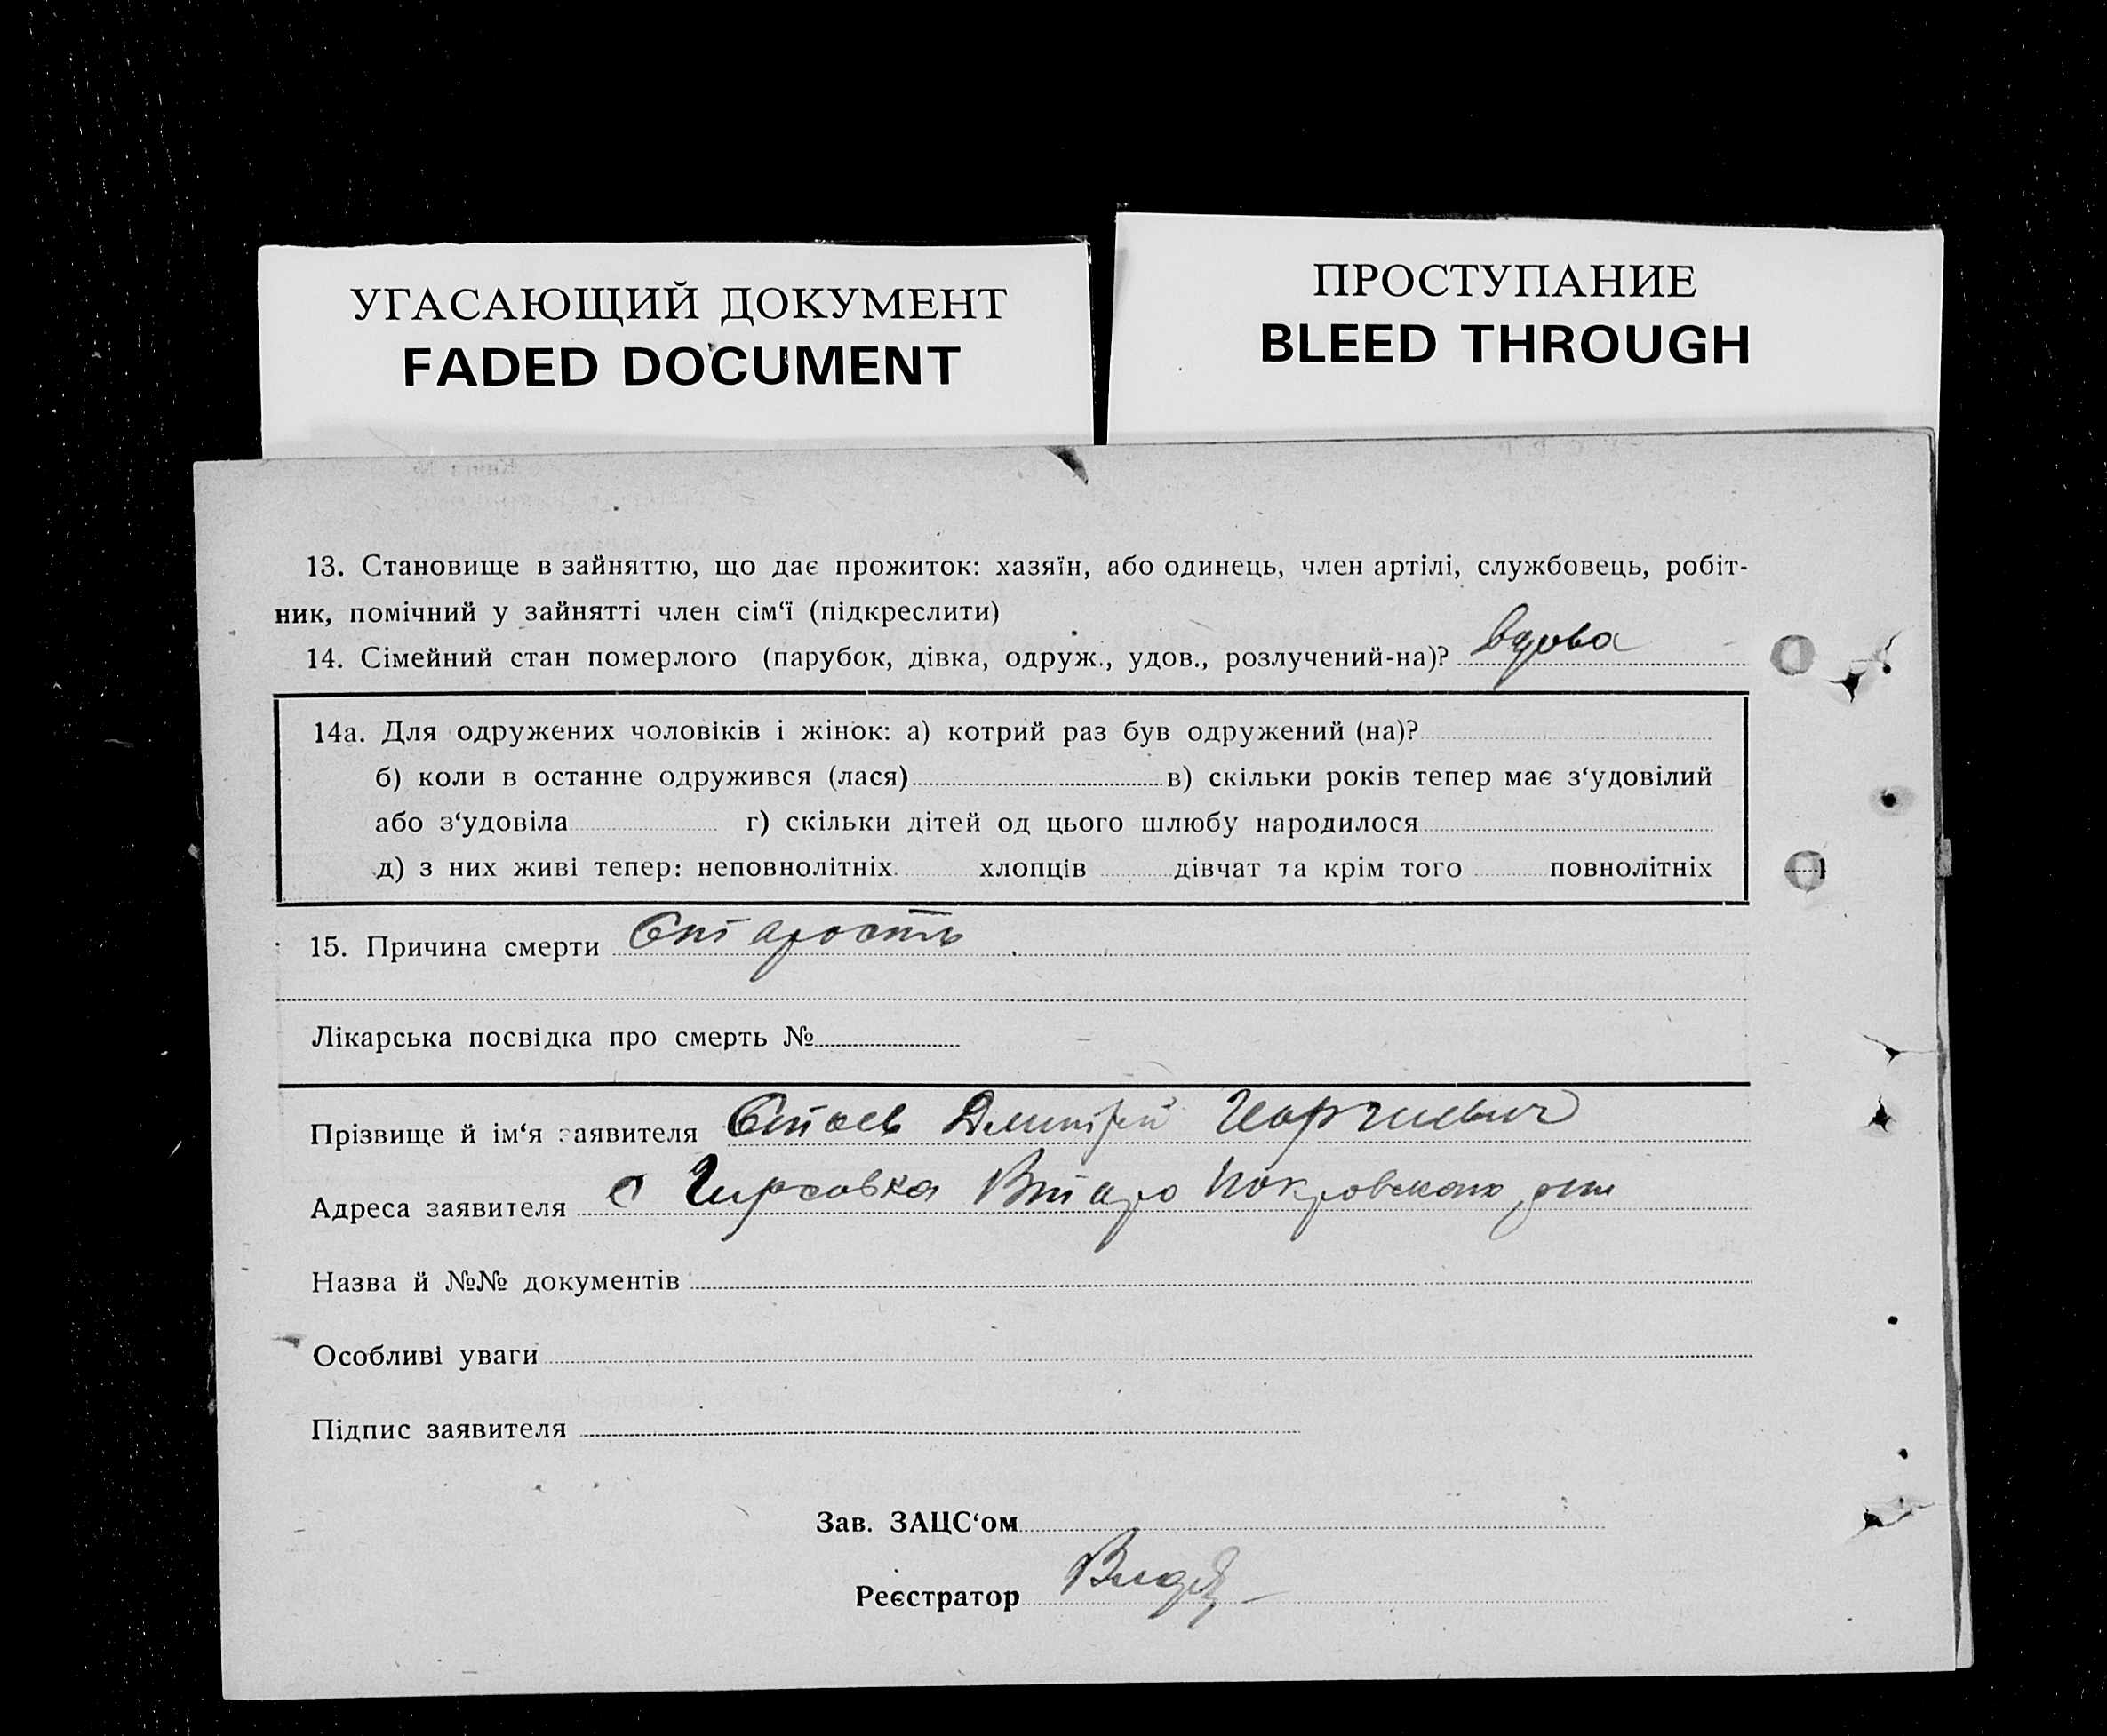 УГАСАЮЩИЙ ДОКУМЕНТ
FADED DOCUMENT
ПРОСТУПАНИЕ
BLEED THROUGH
13. Становище в зайняттю, що дає прожиток: хазяїн, або одинець, член артілі, службовець, робіт-
ник, помічний у зайнятті член сім‘ї (підкреслити)
14. Сімейний стан померлого (парубок, дівка, одруж., удов., розлучений-на)? вдова
14а. Для одружених чоловіків і жінок: а) котрий раз був одружений (на)?
б) коли в останне одружився (лася) в) скільки років тепер має з‘удовілий
або з‘удовіла г) скільки дітей од цього шлюбу народилося
д) з них живі тепер: неповнолітніх хлопців дівчат та крім того повнолітніх
15. Причина смерти Старость
Лікарська посвідка про смерть №
Прізвище й ім‘я заявителя Дмитрий Георгиевич
Адреса заявителя с Гирсовка Покровского
Назва й №№ документів
Особливі уваги
Підпис заявителя
Зав. ЗАЦС‘ом
Реєстратор